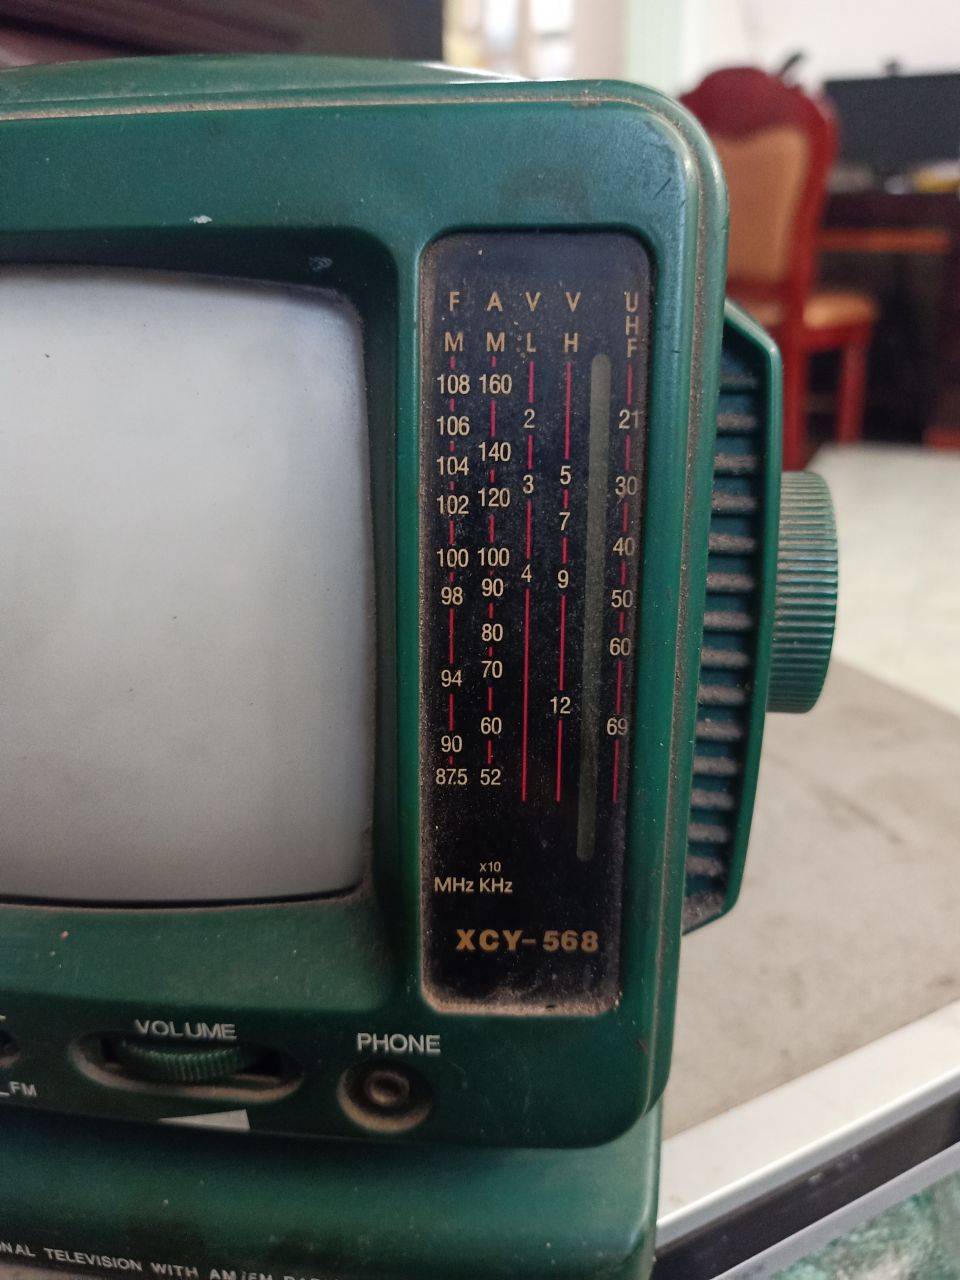 F A V V UHF
M M L H
108 160
2 21
106
140
104 5
3 30
102 120
7
40
100 100
4 9
98 90
50
80
60
94 70
12
60 69
90
87.5 52
x10
MHz KHz
XCY-568
VOLUME PHONE
FM
TELEVISION WITH AM/FM